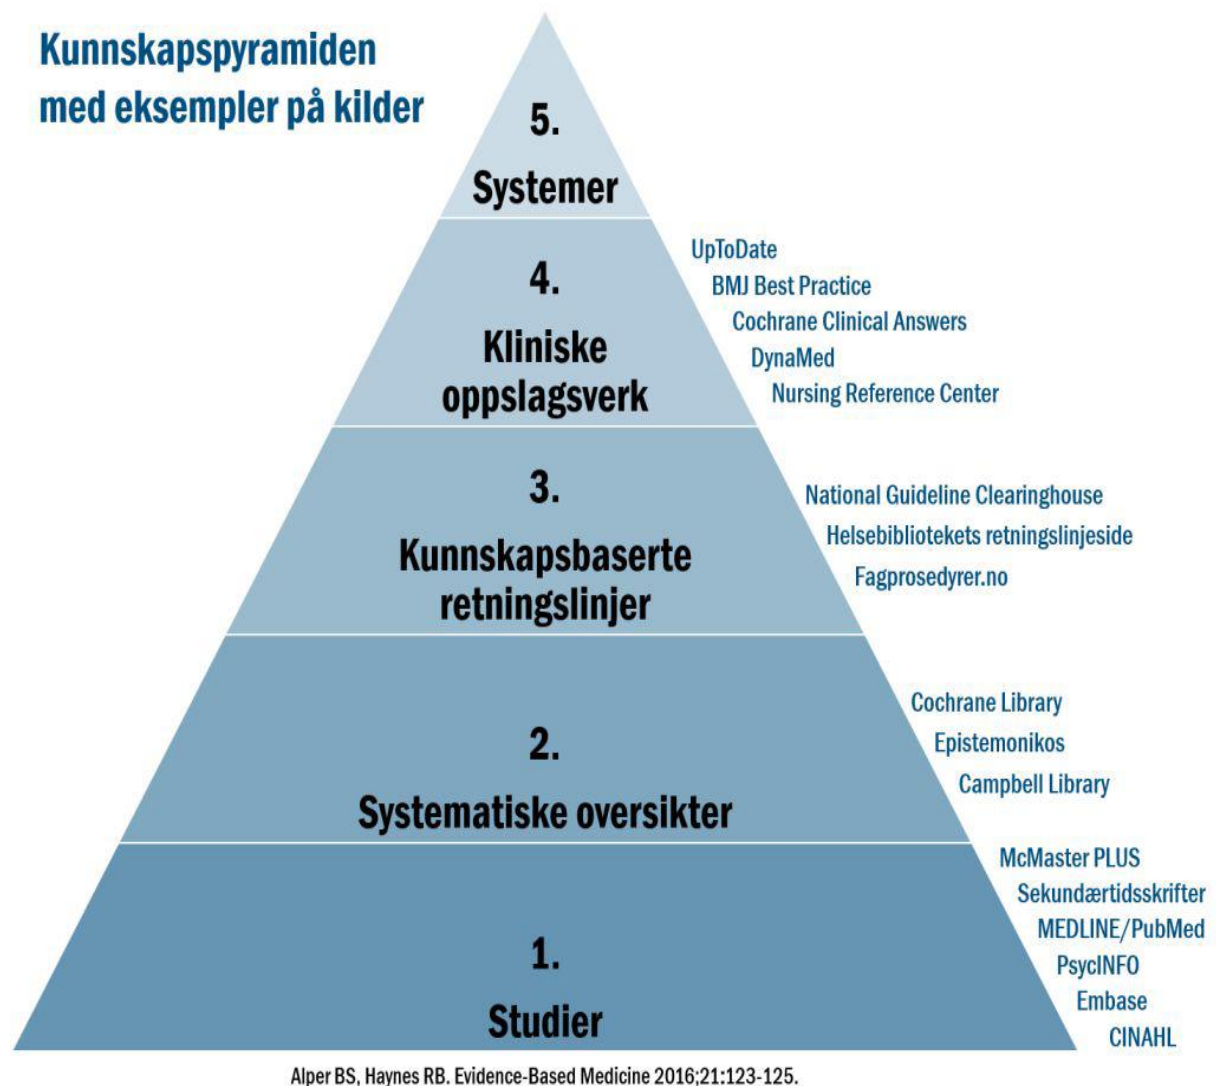 Kunnskapspyramiden
med eksempler på kilder
5.
Systemer
4.
Kliniske
oppslagsverk
UpToDate
BMJ Best Practice
Cochrane Clinical Answers
DynaMed
Nursing Reference Center
3.
Kunnskapsbaserte
retningslinjer
National Guideline Clearinghouse
Helsebibliotekets retningslinjeside
Fagprosedyrer.no
2.
Systematiske oversikter
Cochrane Library
Epistemonikos
Campbell Library
1.
Studier
McMaster PLUS
Sekundærtidsskrifter
MEDLINE/PubMed
PsycINFO
Embase
CINAHL
Alper BS, Haynes RB. Evidence-Based Medicine 2016;21:123-125.